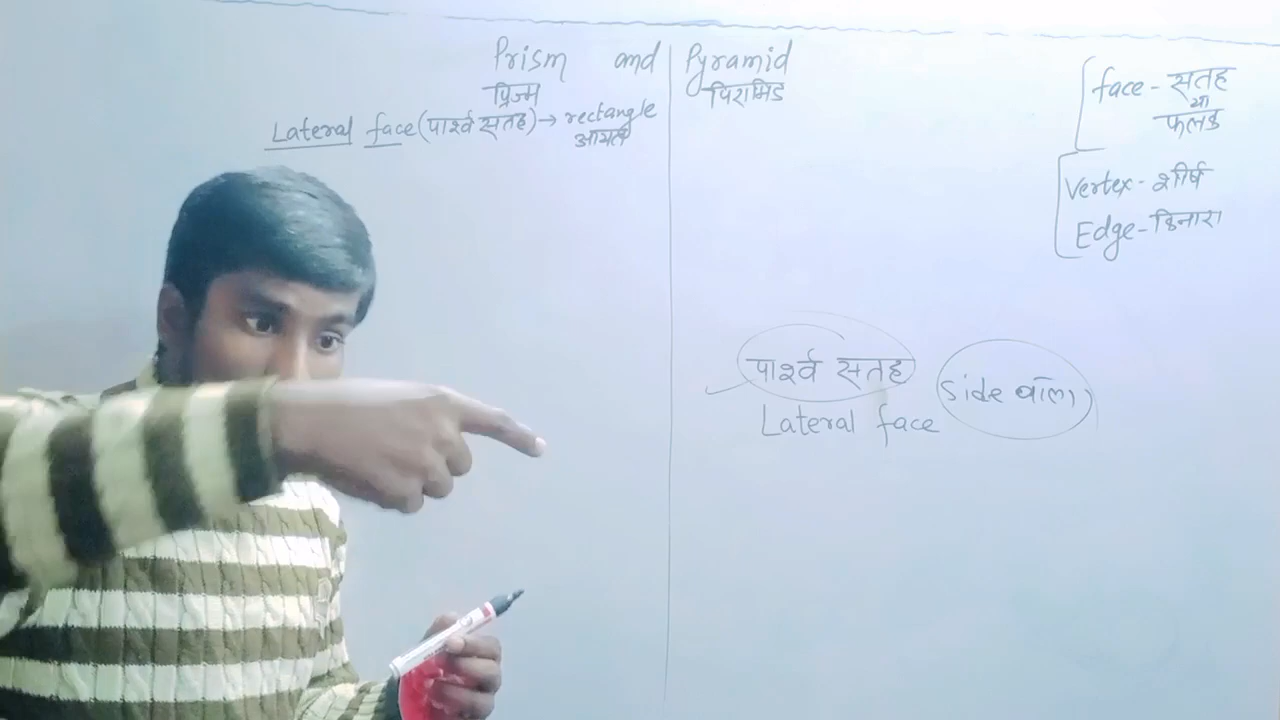 Prism and Pyramid
प्रिज्म पिरामिड
Lateral face (पार्श्व सतह) → rectangle
आयत
face - सतह
या
फलक
Vertex - शीर्ष
Edge - किनारा
पार्श्व सतह
Lateral face
Side वॉला